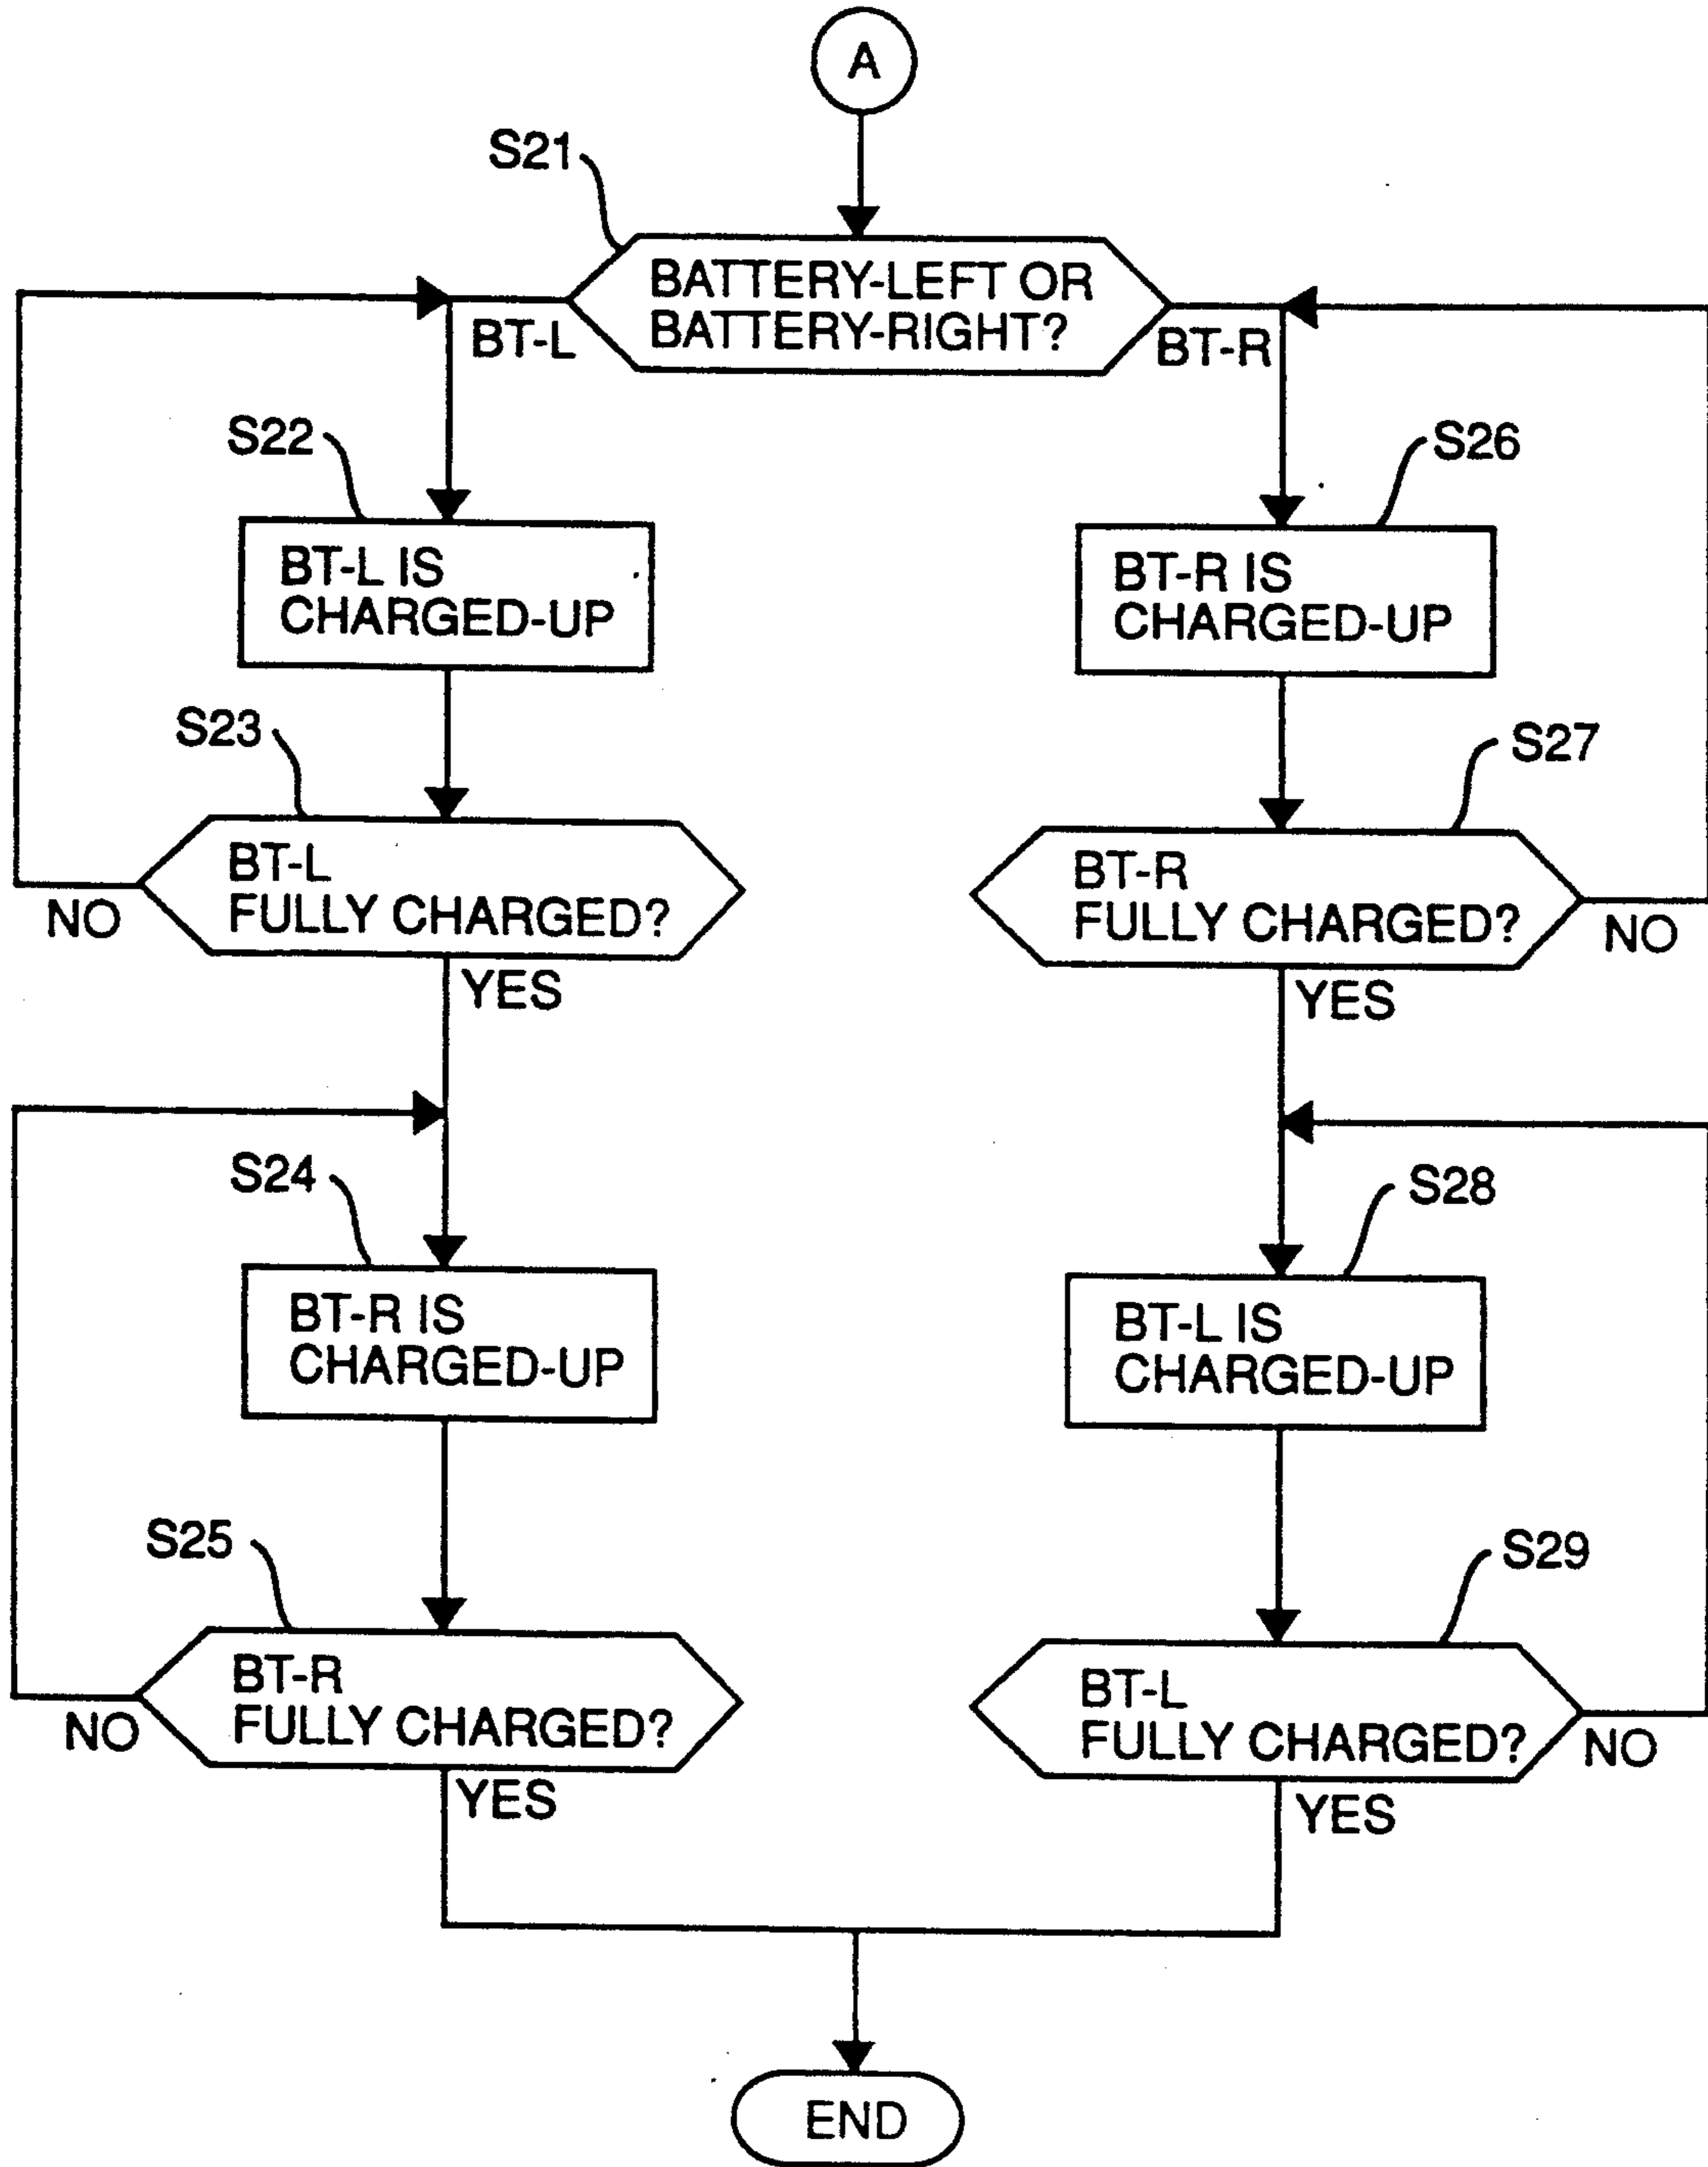 A
S21
BATTERY-LEFT OR
BATTERY-RIGHT?
BT-L
BT-R
S22
BT-L IS
CHARGED-UP
S26
BT-R IS
CHARGED-UP
S23
BT-L
FULLY CHARGED?
NO
YES
S27
BT-R
FULLY CHARGED?
NO
YES
S24
BT-R IS
CHARGED-UP
S28
BT-L IS
CHARGED-UP
S25
BT-R
FULLY CHARGED?
NO
YES
S29
BT-L
FULLY CHARGED?
NO
YES
END